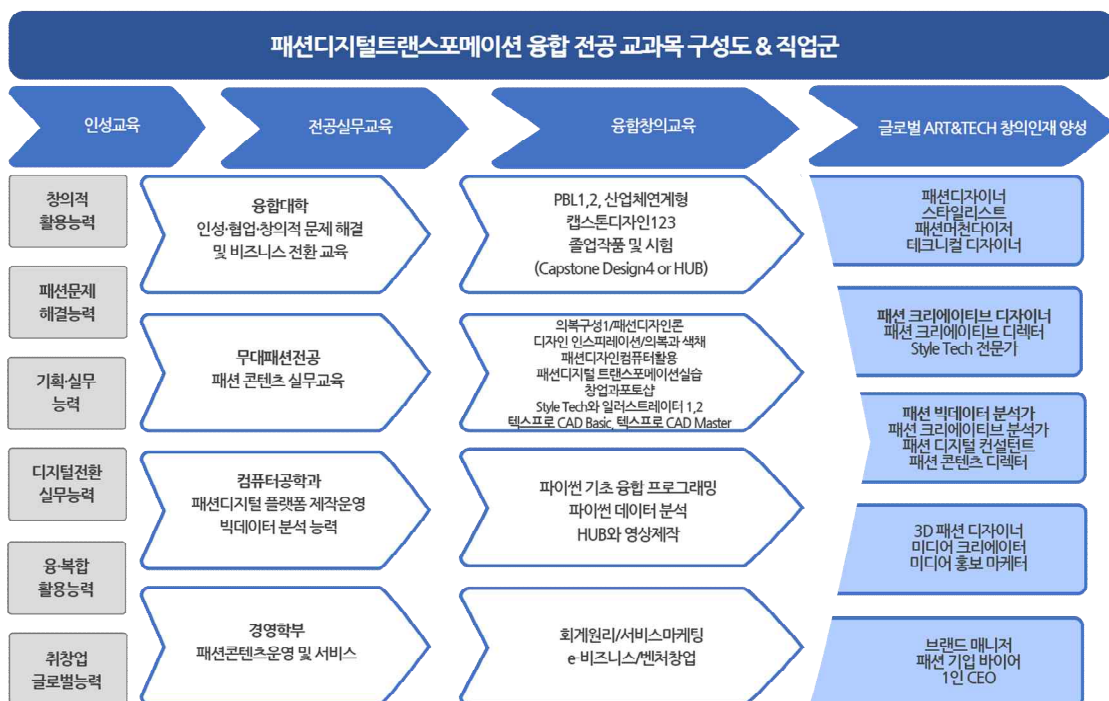 패션디지털트랜스포메이션 융합 전공 교과목 구성도 & 직업군
인성교육
전공실무교육
융합창의교육
글로벌 ART&TECH 창의인재 양성
창의적
활용능력
패션문제
해결능력
기획·실무
능력
디지털전환
실무능력
융·복합
활용능력
취창업
글로벌능력
융합대학
인성·협업·창의적 문제 해결
및 비즈니스 전환 교육
무대패션전공
패션 콘텐츠 실무교육
컴퓨터공학과
패션디지털 플랫폼 제작운영
빅데이터 분석 능력
경영학부
패션콘텐츠운영 및 서비스
PBL1,2, 산업체연계형
캡스톤디자인123
졸업작품 및 시험
(Capstone Design4 or HUB)
의복구성1/패션디자인론
디자인 인스피레이션/의복과 색채
패션디자인컴퓨터활용
패션디지털 트랜스포메이션실습
창업과포토샵
Style Tech와 일러스트레이터 1,2
텍스프로 CAD Basic, 텍스프로 CAD Master
파이썬 기초 융합 프로그래밍
파이썬 데이터 분석
HUB와 영상제작
회계원리/서비스마케팅
e-비즈니스/벤처창업
패션디자이너
스타일리스트
패션머천다이저
테크니컬 디자이너
패션 크리에이티브 디자이너
패션 크리에이티브 디렉터
Style Tech 전문가
패션 빅데이터 분석가
패션 크리에이티브 분석가
패션 디지털 컨설턴트
패션 콘텐츠 디렉터
3D 패션 디자이너
미디어 크리에이터
미디어 홍보 마케터
브랜드 매니저
패션 기업 바이어
1인 CEO